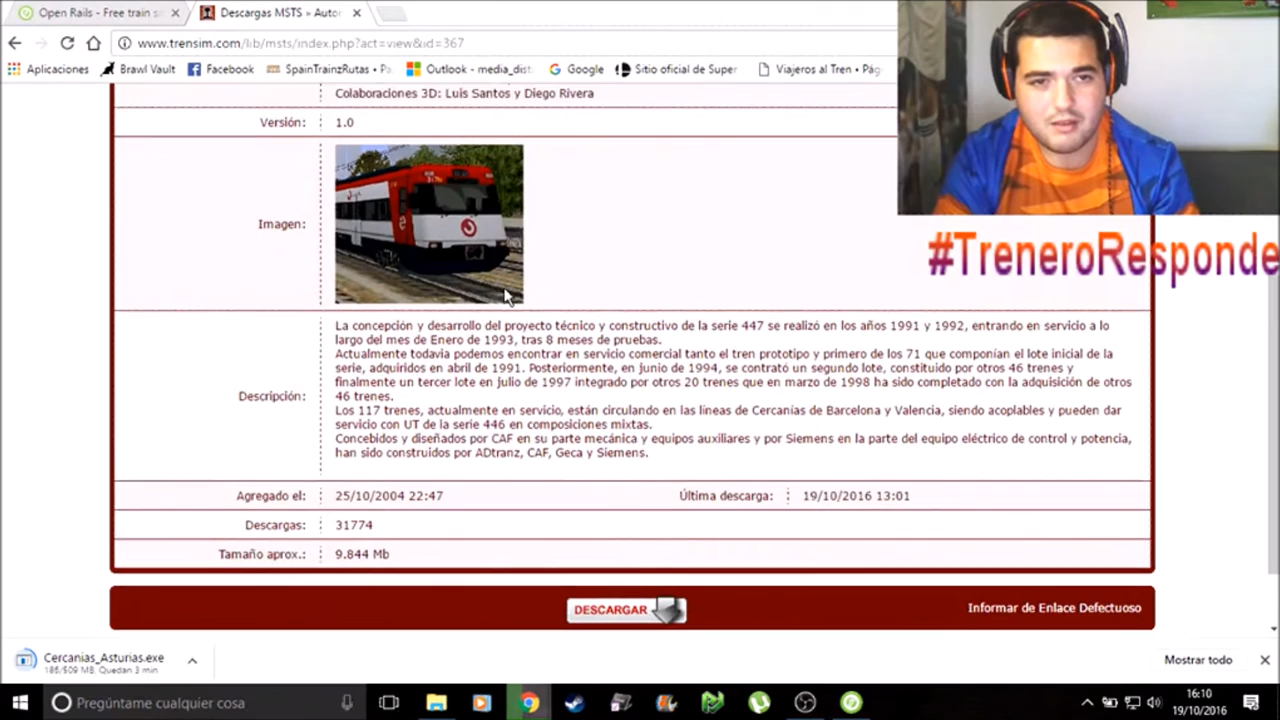 Open Rails - Free train si
Descargas MSTS » Autor
www.trensim.com/lib/msts/index.php?act=view&id=367
Aplicaciones
Brawl Vault
Facebook
SpainTrainzRutas • Pa
Outlook - media_dist
Google
Sitio oficial de Super
Viajeros al Tren • Pág
Colaboraciones 3D: Luis Santos y Diego Rivera
Versión: 1.0
Imagen:
#TreneroResponde
La concepción y desarrollo del proyecto técnico y constructivo de la serie 447 se realizó en los años 1991 y 1992, entrando en servicio a lo
largo del mes de Enero de 1993, tras 8 meses de pruebas.
Actualmente todavia podemos encontrar en servicio comercial tanto el tren prototipo y primero de los 71 que componían el lote inicial de la
serie, adquiridos en abril de 1991. Posteriormente, en junio de 1994, se contrató un segundo lote, constituido por otros 46 trenes y
finalmente un tercer lote en julio de 1997 integrado por otros 20 trenes que en marzo de 1998 ha sido completado con la adquisición de otros
46 trenes.
Descripción:
Los 117 trenes, actualmente en servicio, están circulando en las líneas de Cercanías de Barcelona y Valencia, siendo acoplables y pueden dar
servicio con UT de la serie 446 en composiciones mixtas.
Concebidos y diseñados por CAF en su parte mecánica y equipos auxiliares y por Siemens en la parte del equipo eléctrico de control y potencia,
han sido construidos por ADtranz, CAF, Geca y Siemens.
Agregado el: 25/10/2004 22:47 Última descarga: 19/10/2016 13:01
Descargas: 31774
Tamaño aprox.: 9.844 Mb
DESCARGAR
Informar de Enlace Defectuoso
Cercanias_Asturias.exe
186/509 MB, Quedan 3 min
Mostrar todo
Pregúntame cualquier cosa
16:10
19/10/2016